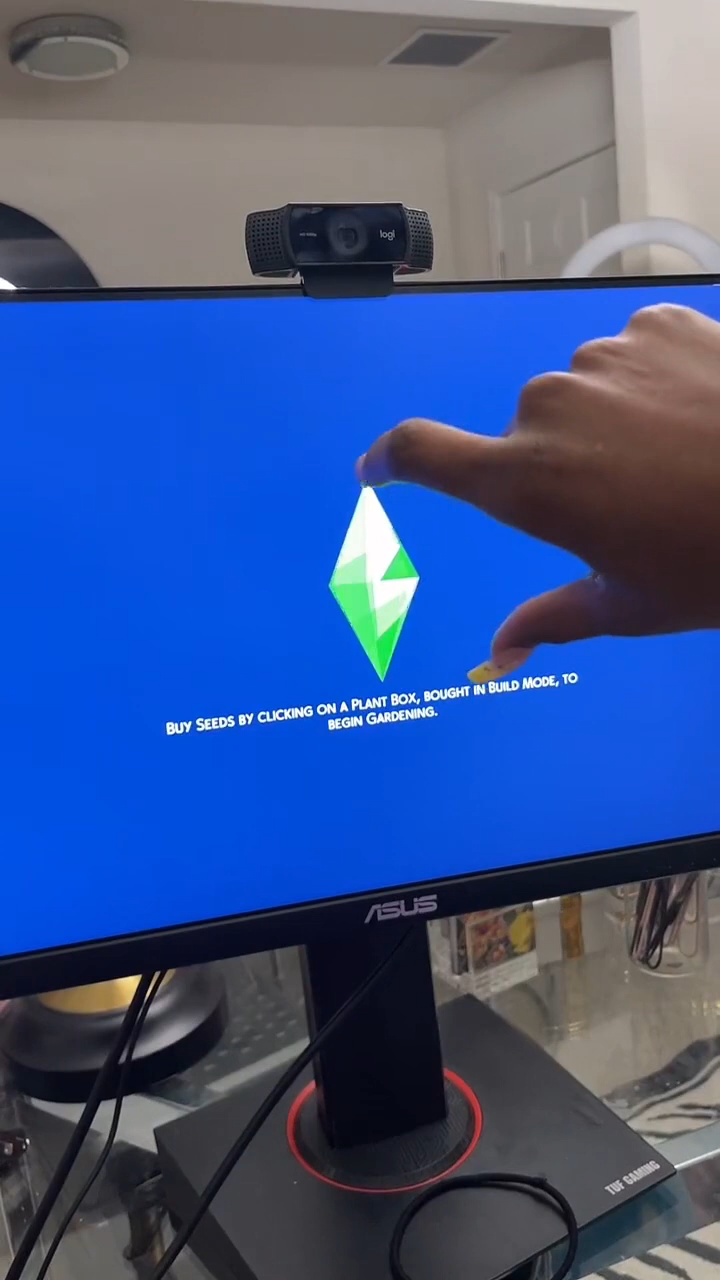 logi
BUY SEEDS BY CLICKING ON A PLANT BOX, BOUGHT IN BUILD MODE, TO
BEGIN GARDENING.
ASUS
TUF GAMING